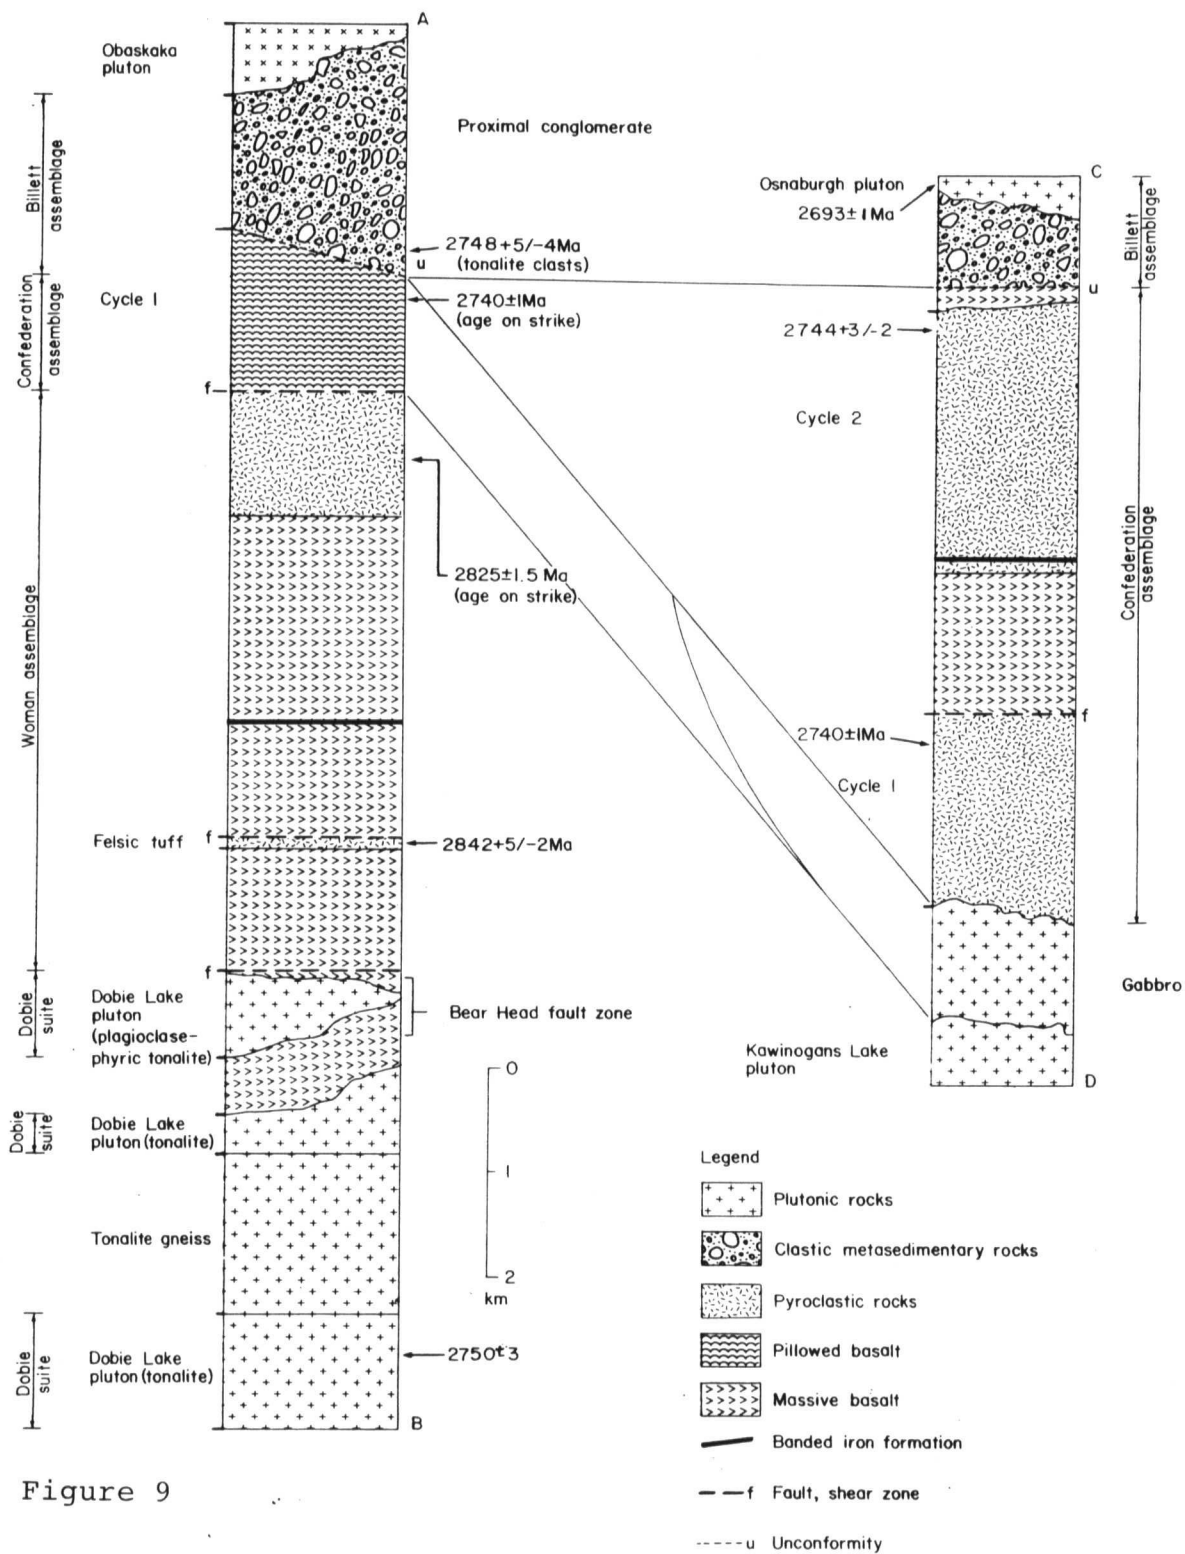 A
Obaskaka
pluton
Billett
assemblage
Proximal conglomerate
2748+5/-4Ma
(tonalite clasts)
u
Confederation
assemblage
Cycle 1
2740±1Ma
(age on strike)
f
Woman assemblage
2825±1.5 Ma
(age on strike)
Felsic tuff
f
2842+5/-2Ma
f
Dobie
suite
Dobie Lake
pluton
(plagioclase-
phyric tonalite)
Bear Head fault zone
Dobie
suite
Dobie Lake
pluton (tonalite)
Tonalite gneiss
0
1
2
km
Dobie
suite
Dobie Lake
pluton (tonalite)
2750±3
B
C
Osnaburgh pluton
2693±1Ma
Billett
assemblage
u
2744+3/-2
Cycle 2
Confederation
assemblage
f
2740±1Ma
Cycle 1
Gabbro
Kawinogans Lake
pluton
D
Legend
Plutonic rocks
Clastic metasedimentary rocks
Pyroclastic rocks
Pillowed basalt
Massive basalt
Banded iron formation
f Fault, shear zone
u Unconformity
Figure 9